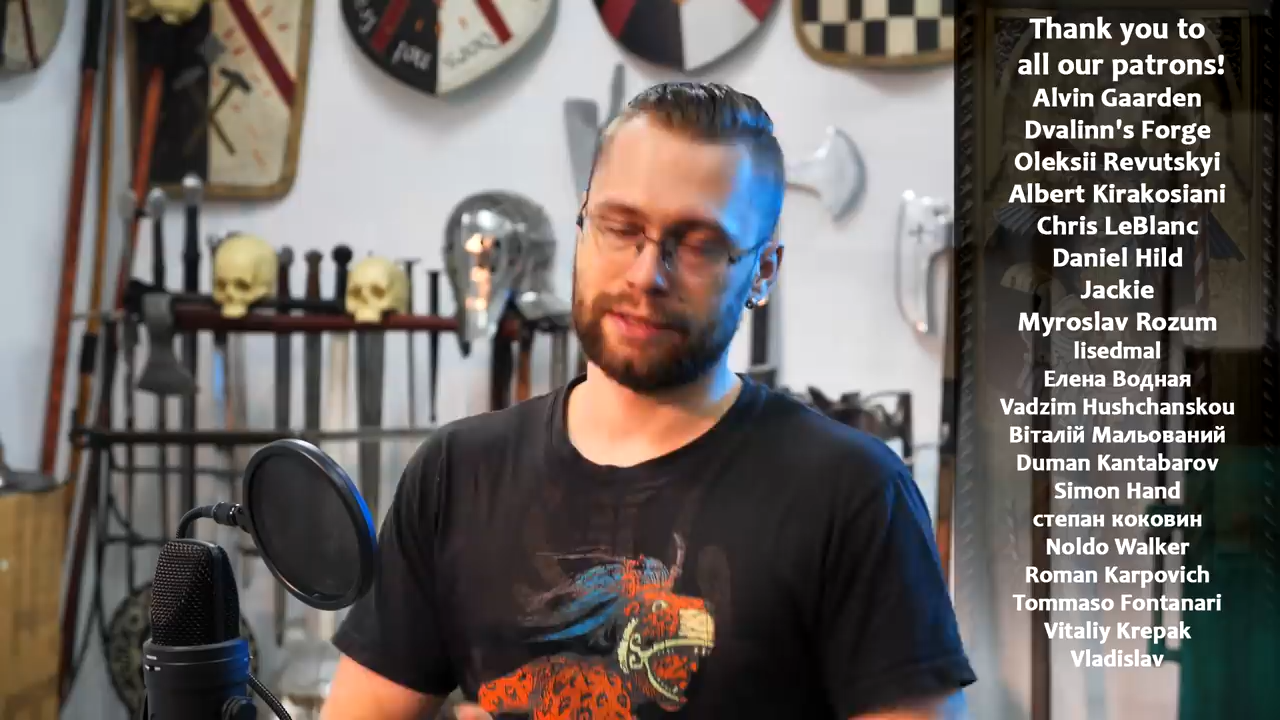 Thank you to
all our patrons!
Alvin Gaarden
Dvalinn's Forge
Oleksii Revutskyi
Albert Kirakosiani
Chris LeBlanc
Daniel Hild
Jackie
Myroslav Rozum
lisedmal
Елена Водная
Vadzim Hushchanskou
Віталій Мальований
Duman Kantabarov
Simon Hand
степан коковин
Noldo Walker
Roman Karpovich
Tommaso Fontanari
Vitaliy Krepak
Vladislav